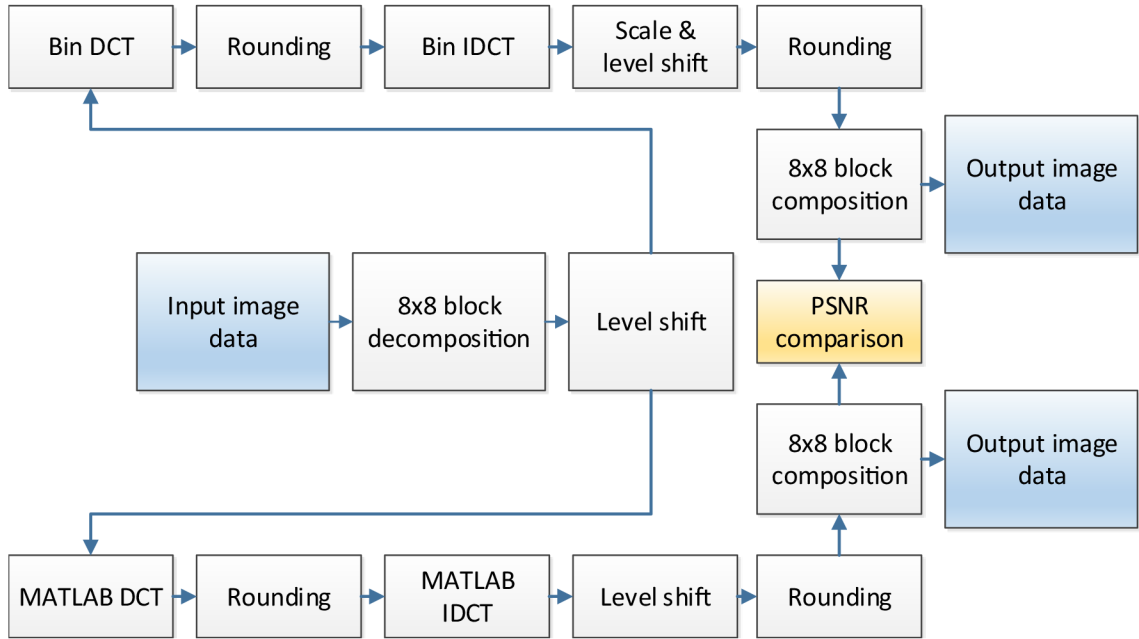 Bin DCT
Rounding
Bin IDCT
Scale &
level shift
Rounding
8x8 block
composition
Output image
data
Input image
data
8x8 block
decomposition
Level shift
PSNR
comparison
8x8 block
composition
Output image
data
MATLAB DCT
Rounding
MATLAB
IDCT
Level shift
Rounding